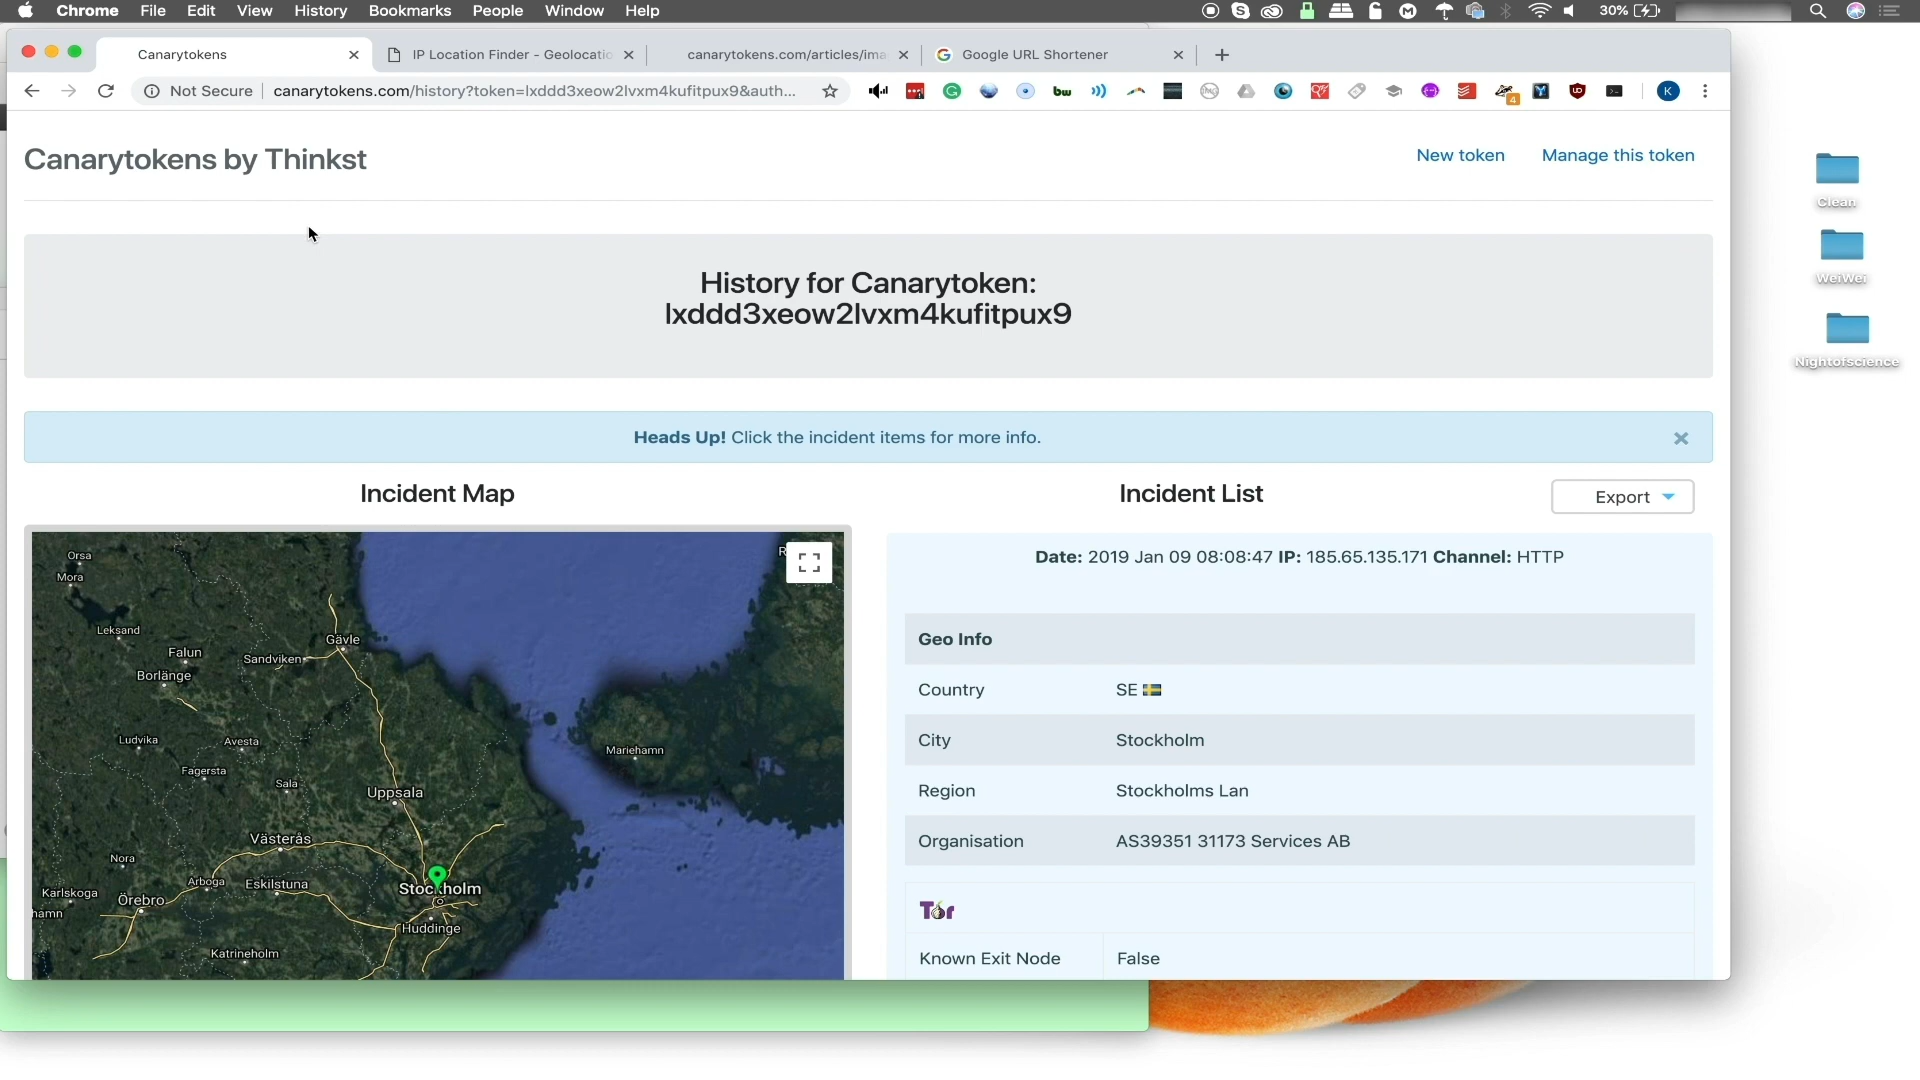 Chrome File Edit View History Bookmarks People Window Help 30%
Canarytokens IP Location Finder - Geolocatio canarytokens.com/articles/ima Google URL Shortener
Not Secure canarytokens.com/history?token=lxddd3xeow2lvxm4kufitpux9&auth... bw 4 K
Canarytokens by Thinkst
New token Manage this token
Clean
WeiWei
Nightofscience
History for Canarytoken:
lxddd3xeow2lvxm4kufitpux9
Heads Up! Click the incident items for more info.
Incident Map
Orsa
Mora
Leksand
Falun
Borlänge
Sandviken
Gävle
Ludvika
Avesta
Fagersta
Sala
Uppsala
Mariehamn
Västerås
Nora
Arboga
Eskilstuna
Stockholm
Karlskoga
Örebro
hamn
Huddinge
Katrineholm
Incident List
Export
Date: 2019 Jan 09 08:08:47 IP: 185.65.135.171 Channel: HTTP
Geo Info
Country SE
City Stockholm
Region Stockholms Lan
Organisation AS39351 31173 Services AB
Tor
Known Exit Node False